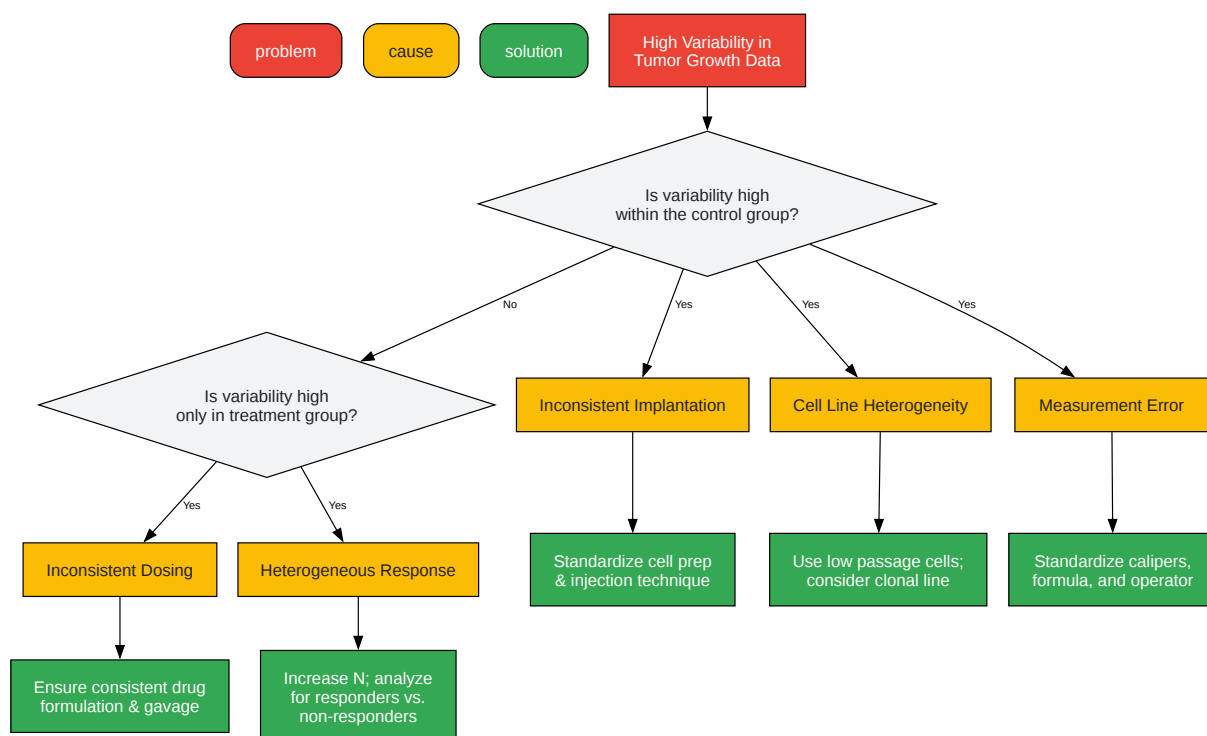 problem
cause
solution
High Variability in
Tumor Growth Data
Is variability high
within the control group?
No
Yes
Yes
Yes
Is variability high
only in treatment group?
Inconsistent Implantation
Cell Line Heterogeneity
Measurement Error
Yes
Yes
Inconsistent Dosing
Heterogeneous Response
Standardize cell prep
& injection technique
Use low passage cells;
consider clonal line
Standardize calipers,
formula, and operator
Ensure consistent drug
formulation & gavage
Increase N; analyze
for responders vs.
non-responders